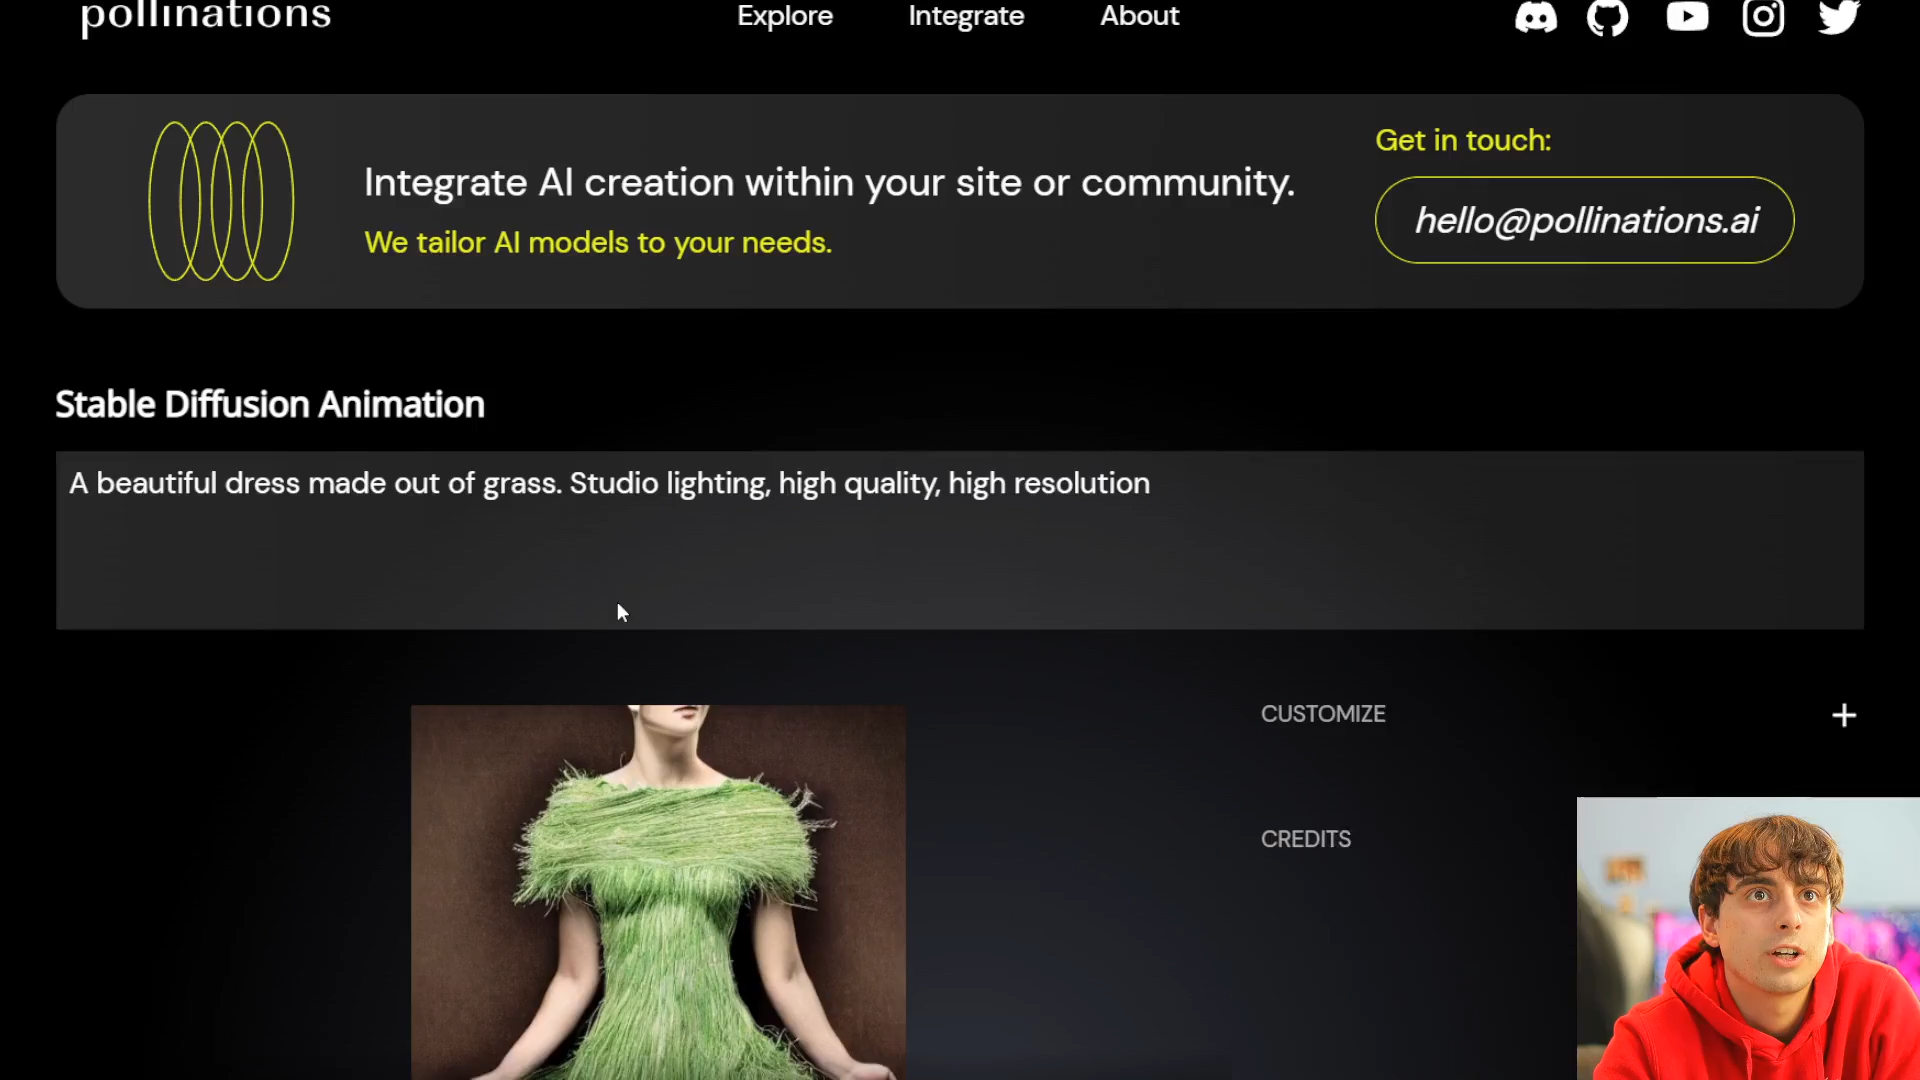 pollinations
Explore
Integrate
About
Integrate AI creation within your site or community.
We tailor AI models to your needs.
Get in touch:
hello@pollinations.ai
Stable Diffusion Animation
A beautiful dress made out of grass. Studio lighting, high quality, high resolution
CUSTOMIZE
+
CREDITS